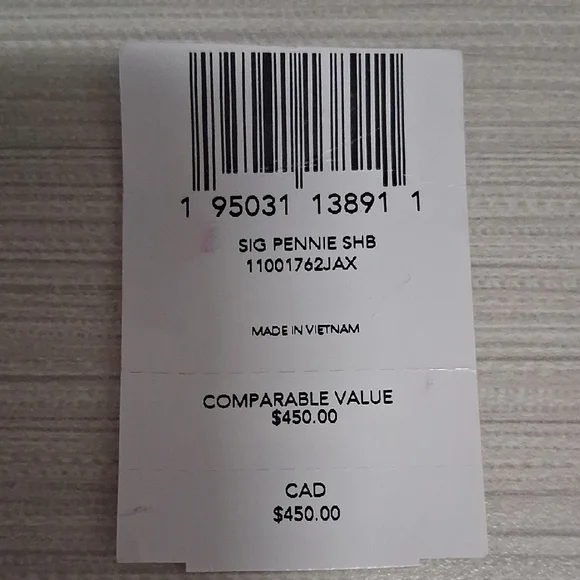 1 95031 13891 1
SIG PENNIE SHB
11001762JAX
MADE IN VIETNAM
COMPARABLE VALUE
$450.00
CAD
$450.00